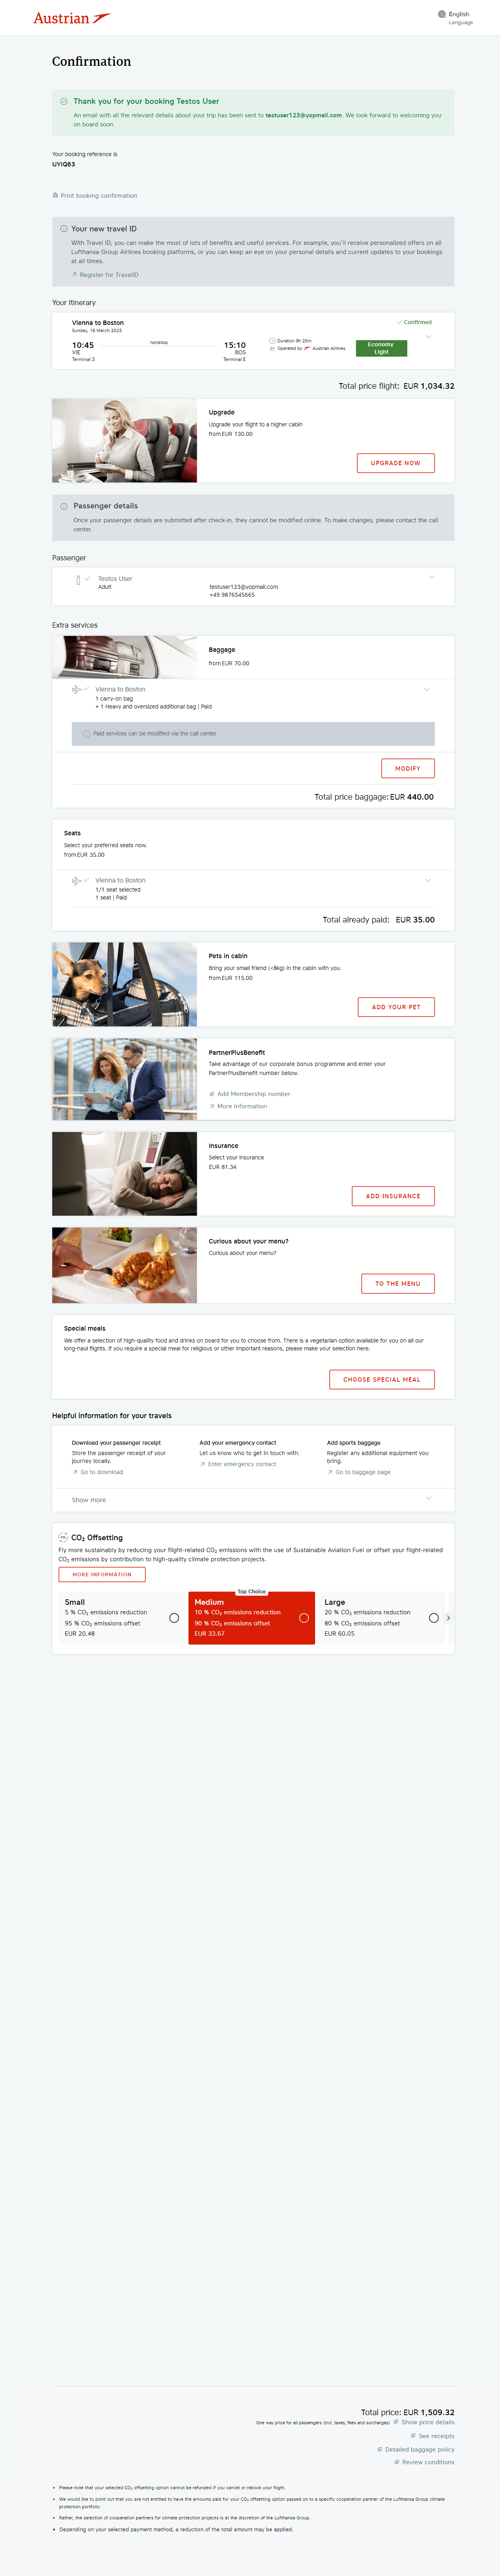 Austrian
English
Language
Confirmation
Thank you for your booking Testos User
An email with all the relevant details about your trip has been sent to testuser123@yopmail.com. We look forward to welcoming you
on board soon.
Your booking reference is
UYIQ63
Print booking confirmation
Your new travel ID
With Travel ID, you can make the most of lots of benefits and useful services. For example, you'll receive personalized offers on all
Lufthansa Group Airlines booking platforms, or you can keep an eye on your personal details and current updates to your bookings
at all times.
Register for TravelID
Your Itinerary
Vienna to Boston
Confirmed
Sunday, 16 March 2025
10:45
nonstop
15:10
VIE
BOS
Terminal 3
Terminal E
Duration 9h 25m
Operated by Austrian Airlines
Economy
Light
Total price flight: EUR 1,034.32
Upgrade
Upgrade your flight to a higher cabin
from EUR 130.00
UPGRADE NOW
Passenger details
Once your passenger details are submitted after check-in, they cannot be modified online. To make changes, please contact the call
center.
Passenger
Testos User
Adult
testuser123@yopmail.com
+49 9876545665
Extra services
Baggage
from EUR 70.00
Vienna to Boston
1 carry-on bag
+ 1 Heavy and oversized additional bag | Paid
Paid services can be modified via the call center
MODIFY
Total price baggage: EUR 440.00
Seats
Select your preferred seats now.
from EUR 35.00
Vienna to Boston
1/1 seat selected
1 seat | Paid
Total already paid: EUR 35.00
Pets in cabin
Bring your small friend (<8kg) in the cabin with you.
from EUR 115.00
ADD YOUR PET
PartnerPlusBenefit
Take advantage of our corporate bonus programme and enter your
PartnerPlusBenefit number below.
Add Membership number
More Information
Insurance
Select your insurance
EUR 81.34
ADD INSURANCE
Curious about your menu?
Curious about your menu?
TO THE MENU
Special meals
We offer a selection of high-quality food and drinks on board for you to choose from. There is a vegetarian option available for you on all our
long-haul flights. If you require a special meal for religious or other important reasons, please make your selection here.
CHOOSE SPECIAL MEAL
Helpful information for your travels
Download your passenger receipt
Store the passenger receipt of your
journey locally.
Go to download
Add your emergency contact
Let us know who to get in touch with.
Enter emergency contact
Add sports baggage
Register any additional equipment you
bring.
Go to baggage page
Show more
CO₂ Offsetting
Fly more sustainably by reducing your flight-related CO₂ emissions with the use of Sustainable Aviation Fuel or offset your flight-related
CO₂ emissions by contribution to high-quality climate protection projects.
MORE INFORMATION
Small
5 % CO₂ emissions reduction
95 % CO₂ emissions offset
EUR 20.48
Top Choice
Medium
10 % CO₂ emissions reduction
90 % CO₂ emissions offset
EUR 33.67
Large
20 % CO₂ emissions reduction
80 % CO₂ emissions offset
EUR 60.05
Total price: EUR 1,509.32
One way price for all passengers (incl. taxes, fees and surcharges)
Show price details
See receipts
Detailed baggage policy
Review conditions
Please note that your selected CO₂ offsetting option cannot be refunded if you cancel or rebook your flight.
We would like to point out that you are not entitled to have the amounts paid for your CO₂ offsetting option passed on to a specific cooperation partner of the Lufthansa Group climate
protection portfolio.
Rather, the selection of cooperation partners for climate protection projects is at the discretion of the Lufthansa Group.
Depending on your selected payment method, a reduction of the total amount may be applied.